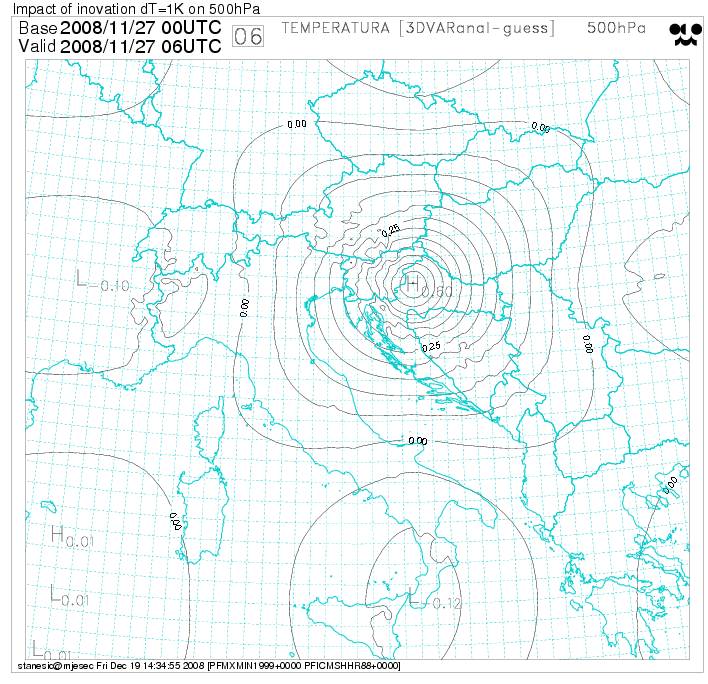 Impact of inovation dT=1K on 500hPa
Base 2008/11/27 00UTC 06 TEMPERATURA [3DVARanal-guess] 500hPa
Valid 2008/11/27 06UTC
0.00 0.00
0.25
L-0.10 H0.60
0.00
0.00
0.25
0.00
0.00
0.00
H0.01
L0.01 L-0.12
L0.01
stanesic@mjesec Fri Dec 19 14:34:55 2008 [PFMXMIN1999+0000 PFICMSHHR88+0000]